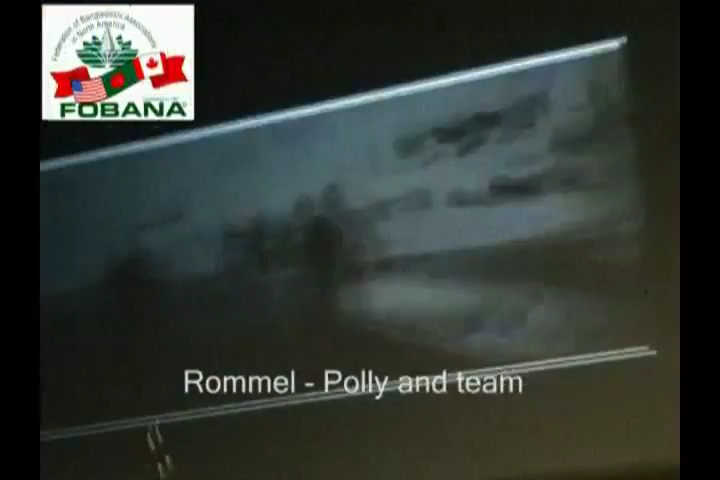 Federation of Bangladeshi Associations
in North America
FOBANA
Rommel - Polly and team